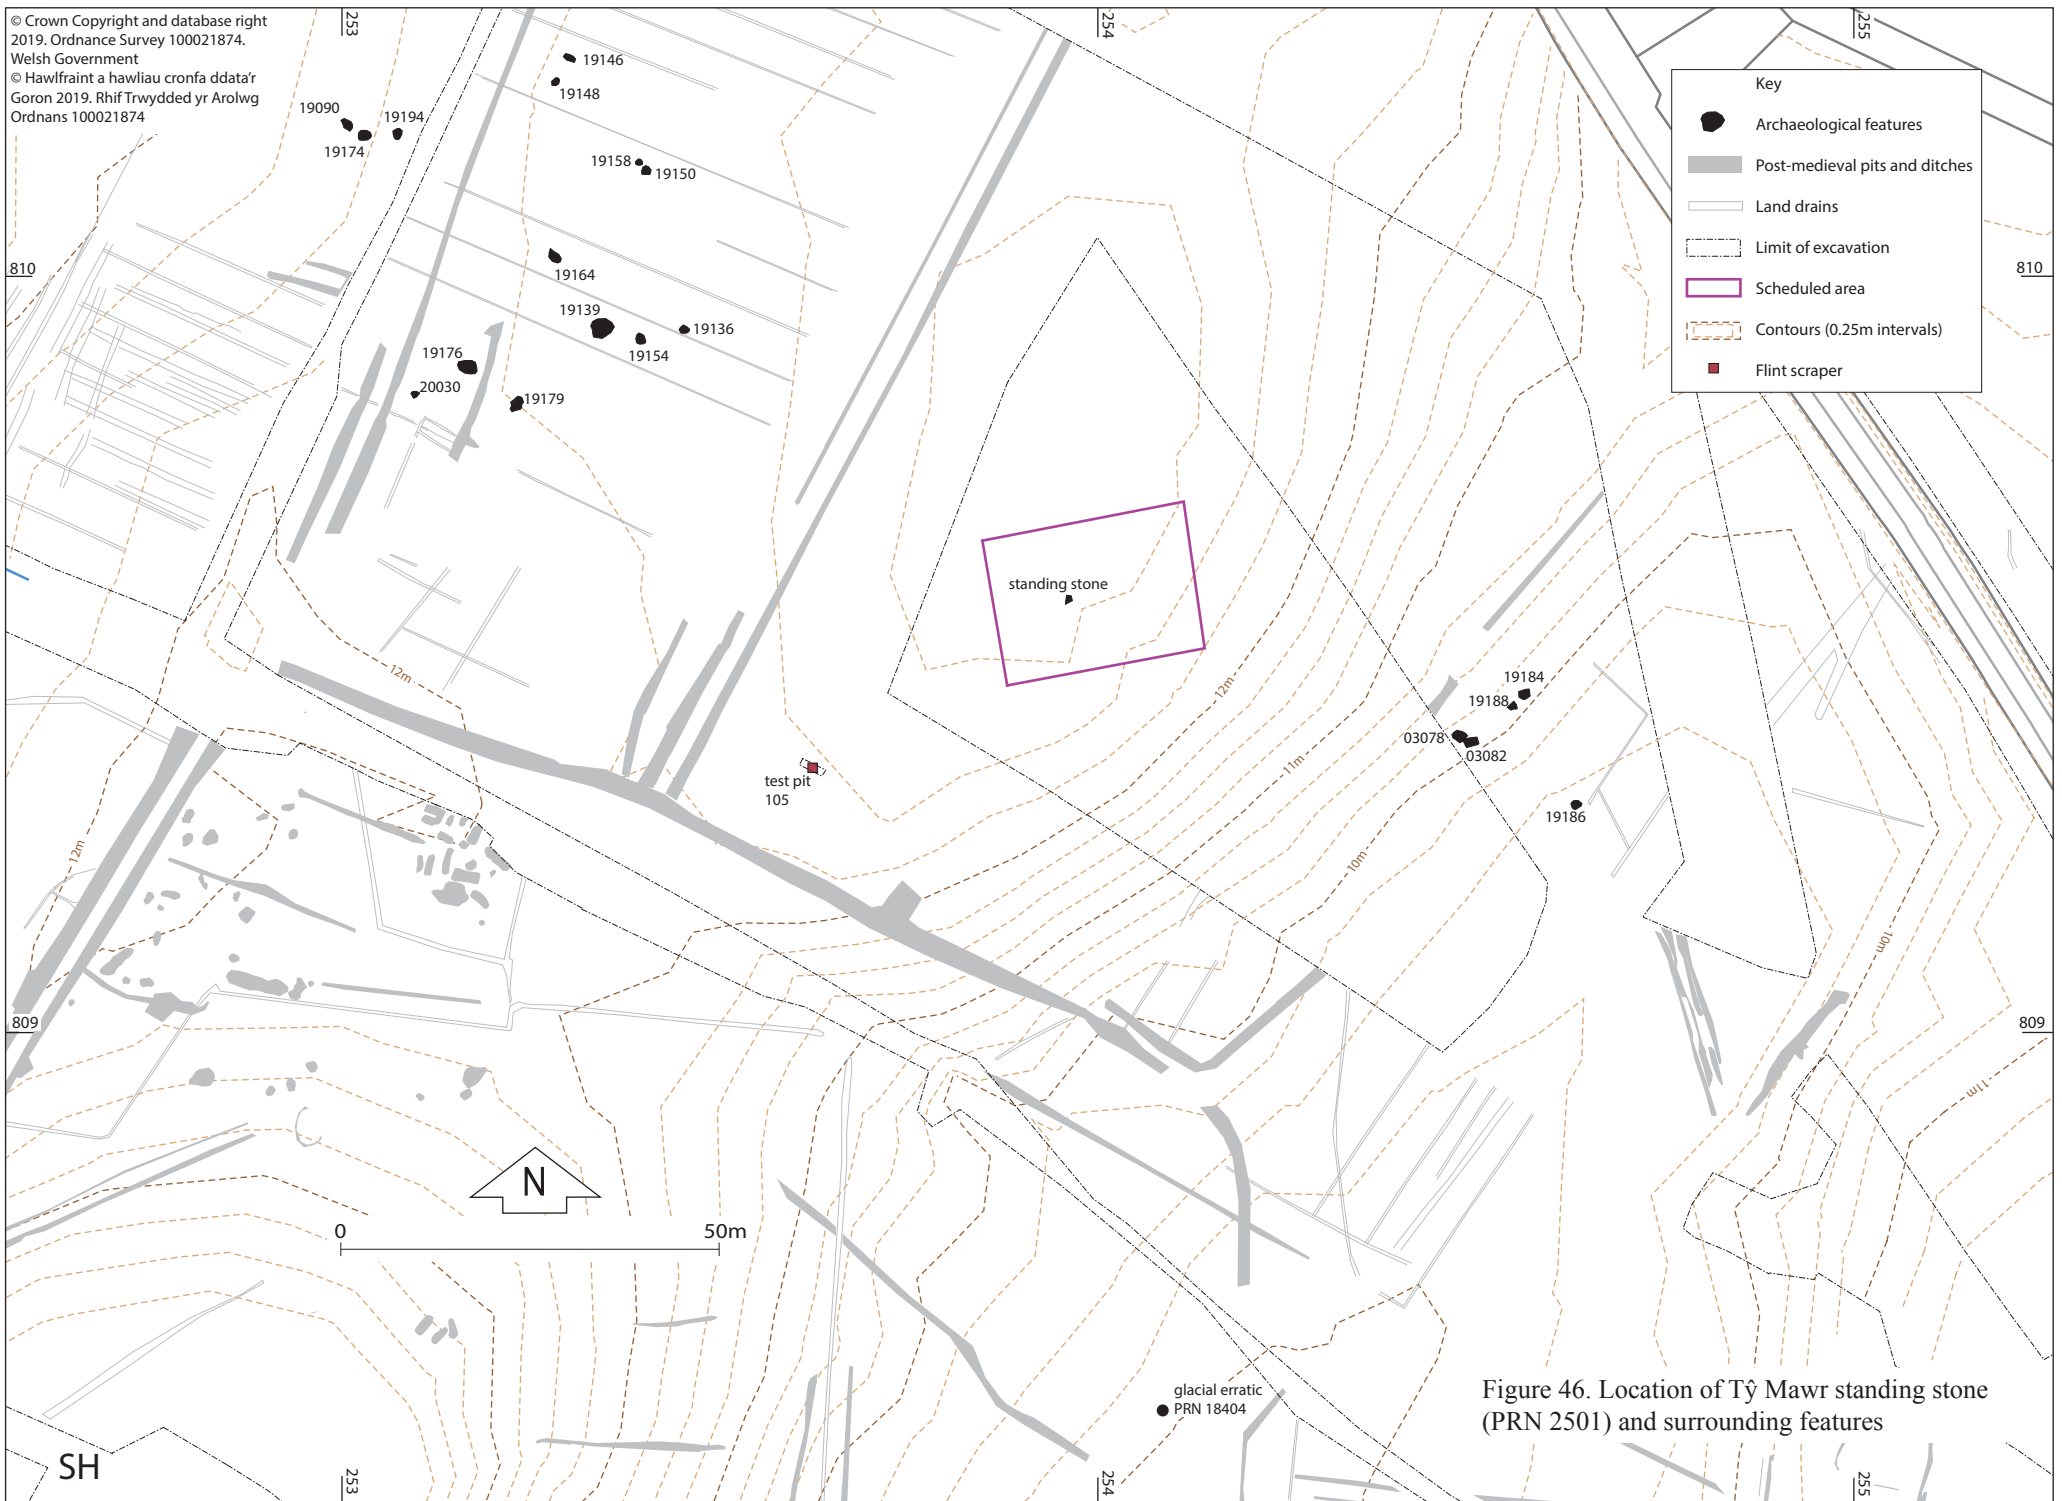 © Crown Copyright and database right
2019. Ordnance Survey 100021874.
Welsh Government
© Hawlfraint a hawliau cronfa ddata'r
Goron 2019. Rhif Trwydded yr Arolwg
Ordnans 100021874
253
254
255
Key
Archaeological features
Post-medieval pits and ditches
Land drains
Limit of excavation
Scheduled area
Contours (0.25m intervals)
Flint scraper
19146
19148
19090
19194
19174
19158
19150
810
810
19164
19139
19136
19154
19176
20030
19179
standing stone
12m
12m
19184
19188
03078
03082
11m
test pit
105
19186
12m
10m
10m
809
809
11m
N
0
50m
glacial erratic
PRN 18404
Figure 46. Location of Tŷ Mawr standing stone
(PRN 2501) and surrounding features
SH
253
254
255